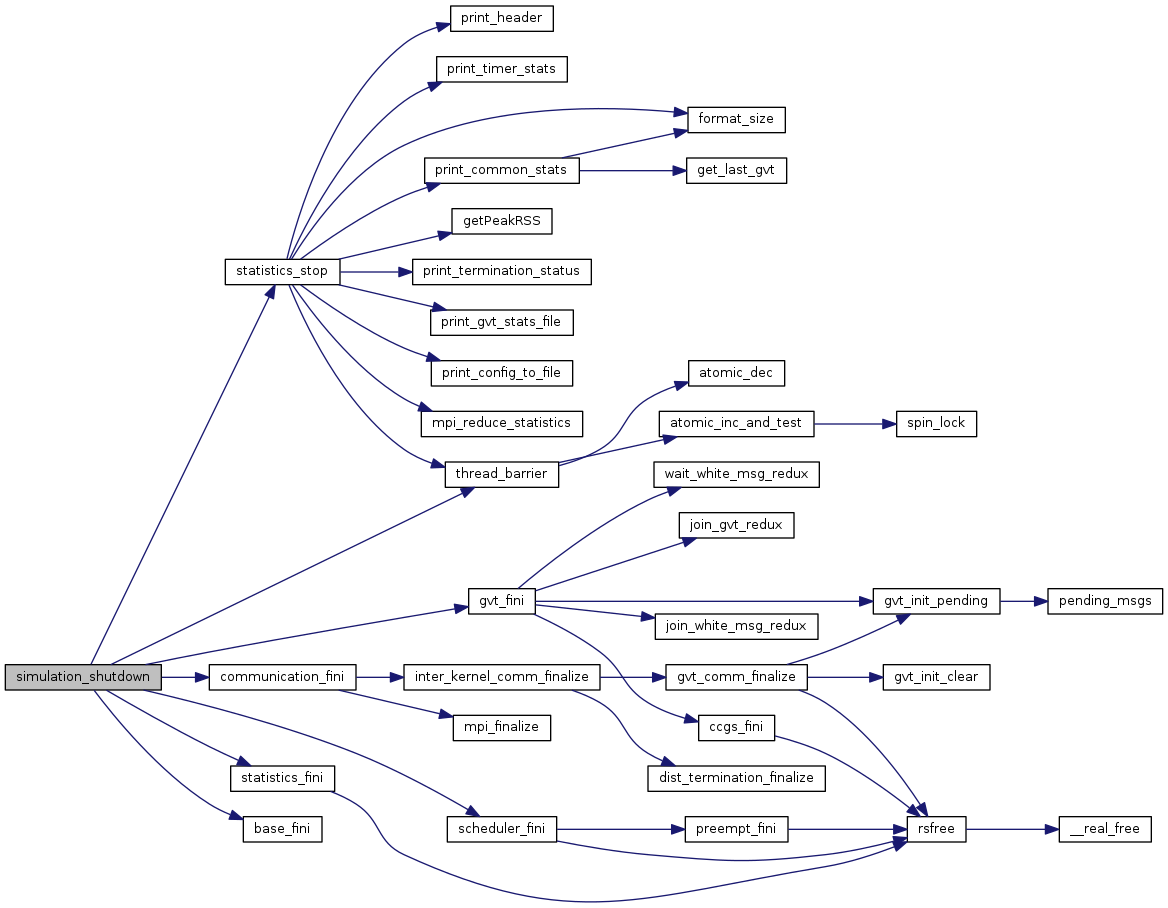 print_header
print_timer_stats
format_size
print_common_stats
get_last_gvt
getPeakRSS
statistics_stop
print_termination_status
print_gvt_stats_file
print_config_to_file
atomic_dec
mpi_reduce_statistics
atomic_inc_and_test
spin_lock
thread_barrier
wait_white_msg_redux
join_gvt_redux
gvt_fini
gvt_init_pending
pending_msgs
join_white_msg_redux
simulation_shutdown
communication_fini
inter_kernel_comm_finalize
gvt_comm_finalize
gvt_init_clear
mpi_finalize
ccgs_fini
statistics_fini
dist_termination_finalize
base_fini
scheduler_fini
preempt_fini
rsfree
__real_free